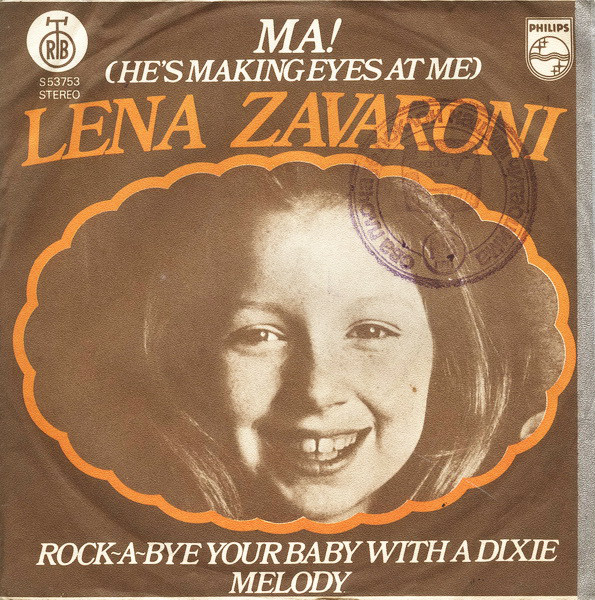 RTB
S 53753
STEREO
MA!
(HE'S MAKING EYES AT ME)
PHILIPS
LENA ZAVARONI
ROCK~A~BYE YOUR BABY WITH A DIXIE
MELODY